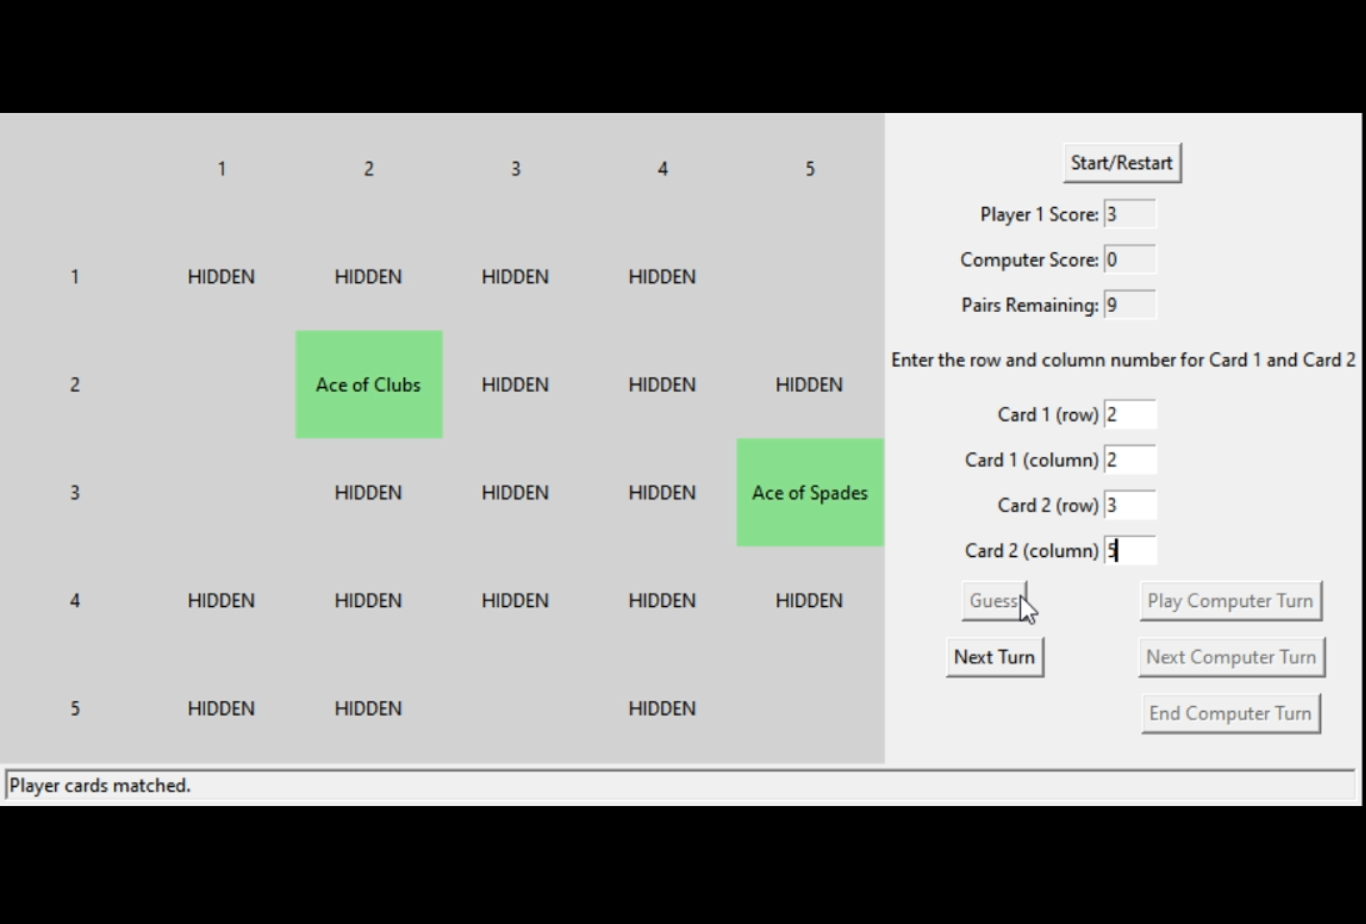 1 2 3 4 5
1 HIDDEN HIDDEN HIDDEN HIDDEN
2 Ace of Clubs HIDDEN HIDDEN HIDDEN
3 HIDDEN HIDDEN HIDDEN Ace of Spades
4 HIDDEN HIDDEN HIDDEN HIDDEN HIDDEN
5 HIDDEN HIDDEN HIDDEN
Start/Restart
Player 1 Score: 3
Computer Score: 0
Pairs Remaining: 9
Enter the row and column number for Card 1 and Card 2
Card 1 (row) 2
Card 1 (column) 2
Card 2 (row) 3
Card 2 (column) 5
Guess Play Computer Turn
Next Turn Next Computer Turn
End Computer Turn
Player cards matched.